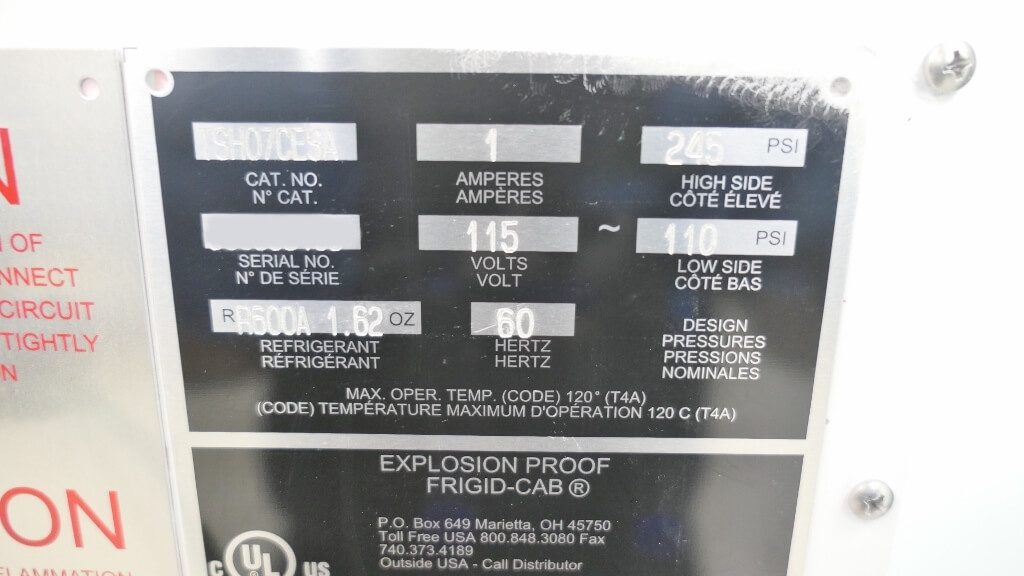 N
TSH07CESA
CAT. NO.
N° CAT.
1
AMPERES
AMPÈRES
245 PSI
HIGH SIDE
CÔTÉ ÉLEVÉ
SERIAL NO.
N° DE SÉRIE
115 ~
VOLTS
VOLT
110 PSI
LOW SIDE
CÔTÉ BAS
R R600A 1.62 OZ
REFRIGERANT
RÉFRIGÉRANT
60
HERTZ
HERTZ
DESIGN
PRESSURES
PRESSIONS
NOMINALES
MAX. OPER. TEMP. (CODE) 120° (T4A)
(CODE) TEMPÉRATURE MAXIMUM D'OPÉRATION 120 C (T4A)
OF
NNECT
CIRCUIT
TIGHTLY
N
ON
FLAMMATION
EXPLOSION PROOF
FRIGID-CAB ®
P.O. Box 649 Marietta, OH 45750
Toll Free USA 800.848.3080 Fax
740.373.4189
Outside USA - Call Distributor
C UL ® US